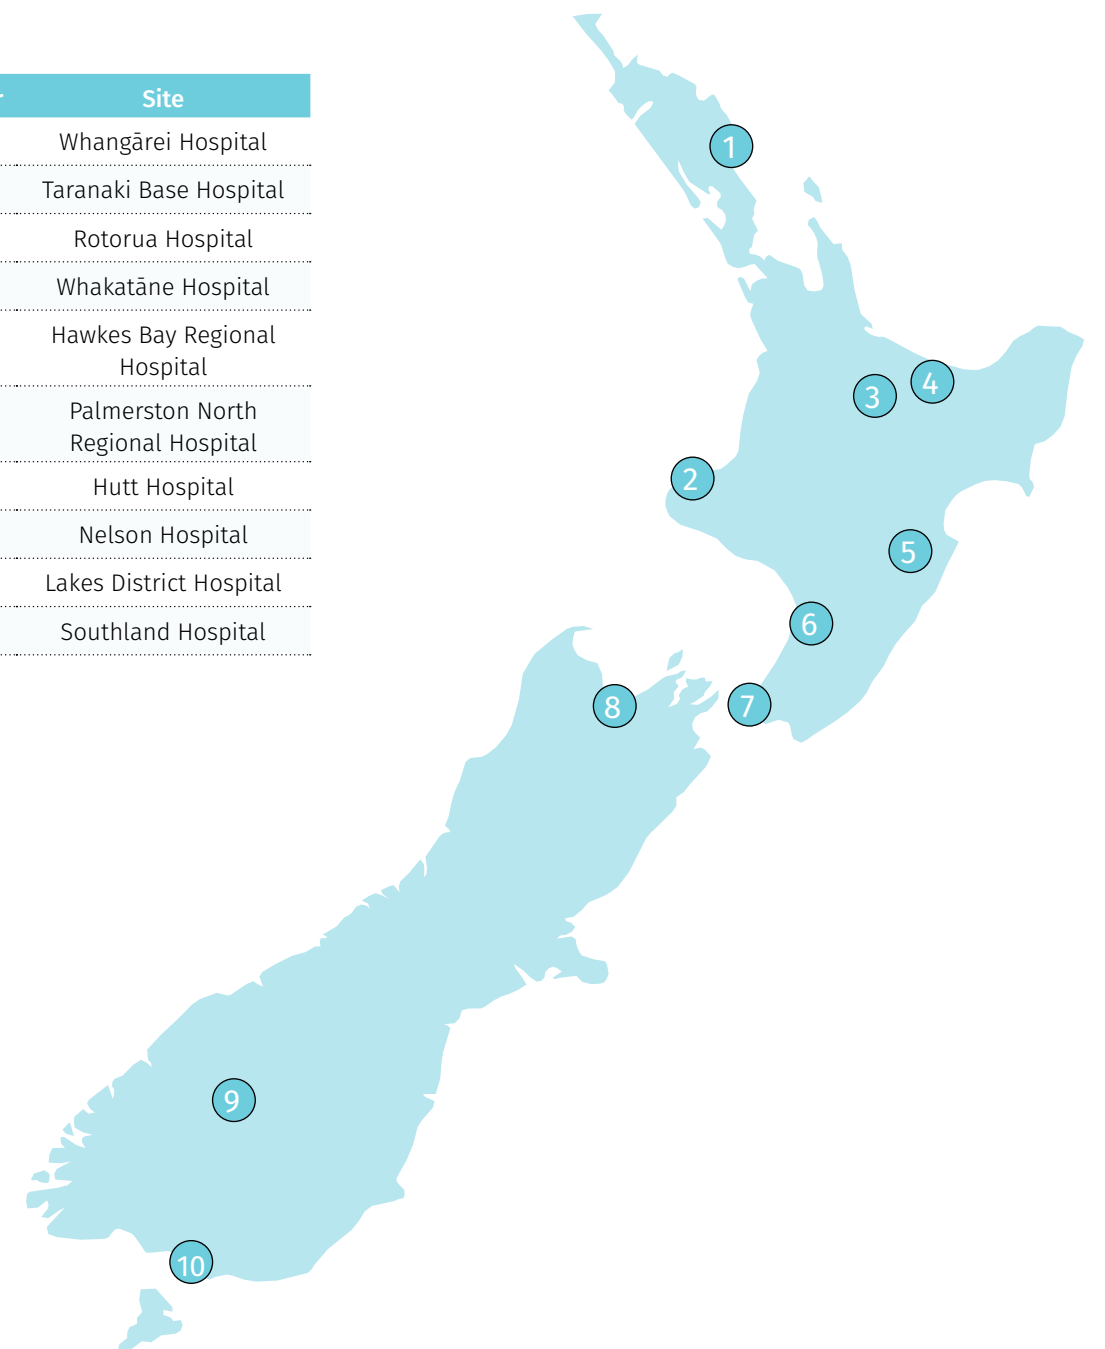 r Site
Whangārei Hospital
Taranaki Base Hospital
Rotorua Hospital
Whakatāne Hospital
Hawkes Bay Regional
Hospital
Palmerston North
Regional Hospital
Hutt Hospital
Nelson Hospital
Lakes District Hospital
Southland Hospital
1
2
3
4
5
6
7
8
9
10